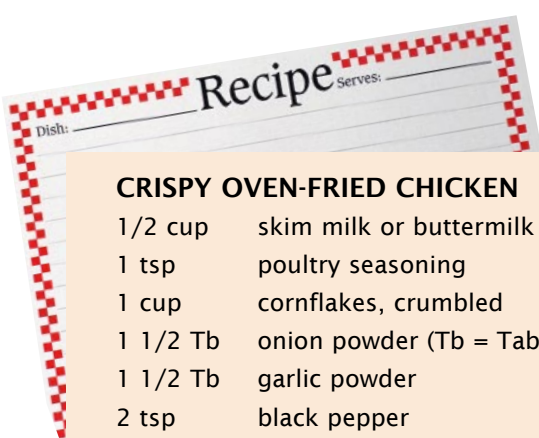 Recipe
Serves:
Dish:
CRISPY OVEN-FRIED CHICKEN
1/2 cup skim milk or buttermilk
1 tsp poultry seasoning
1 cup cornflakes, crumbled
1 1/2 Tb onion powder (Tb = Tab
1 1/2 Tb garlic powder
2 tsp black pepper